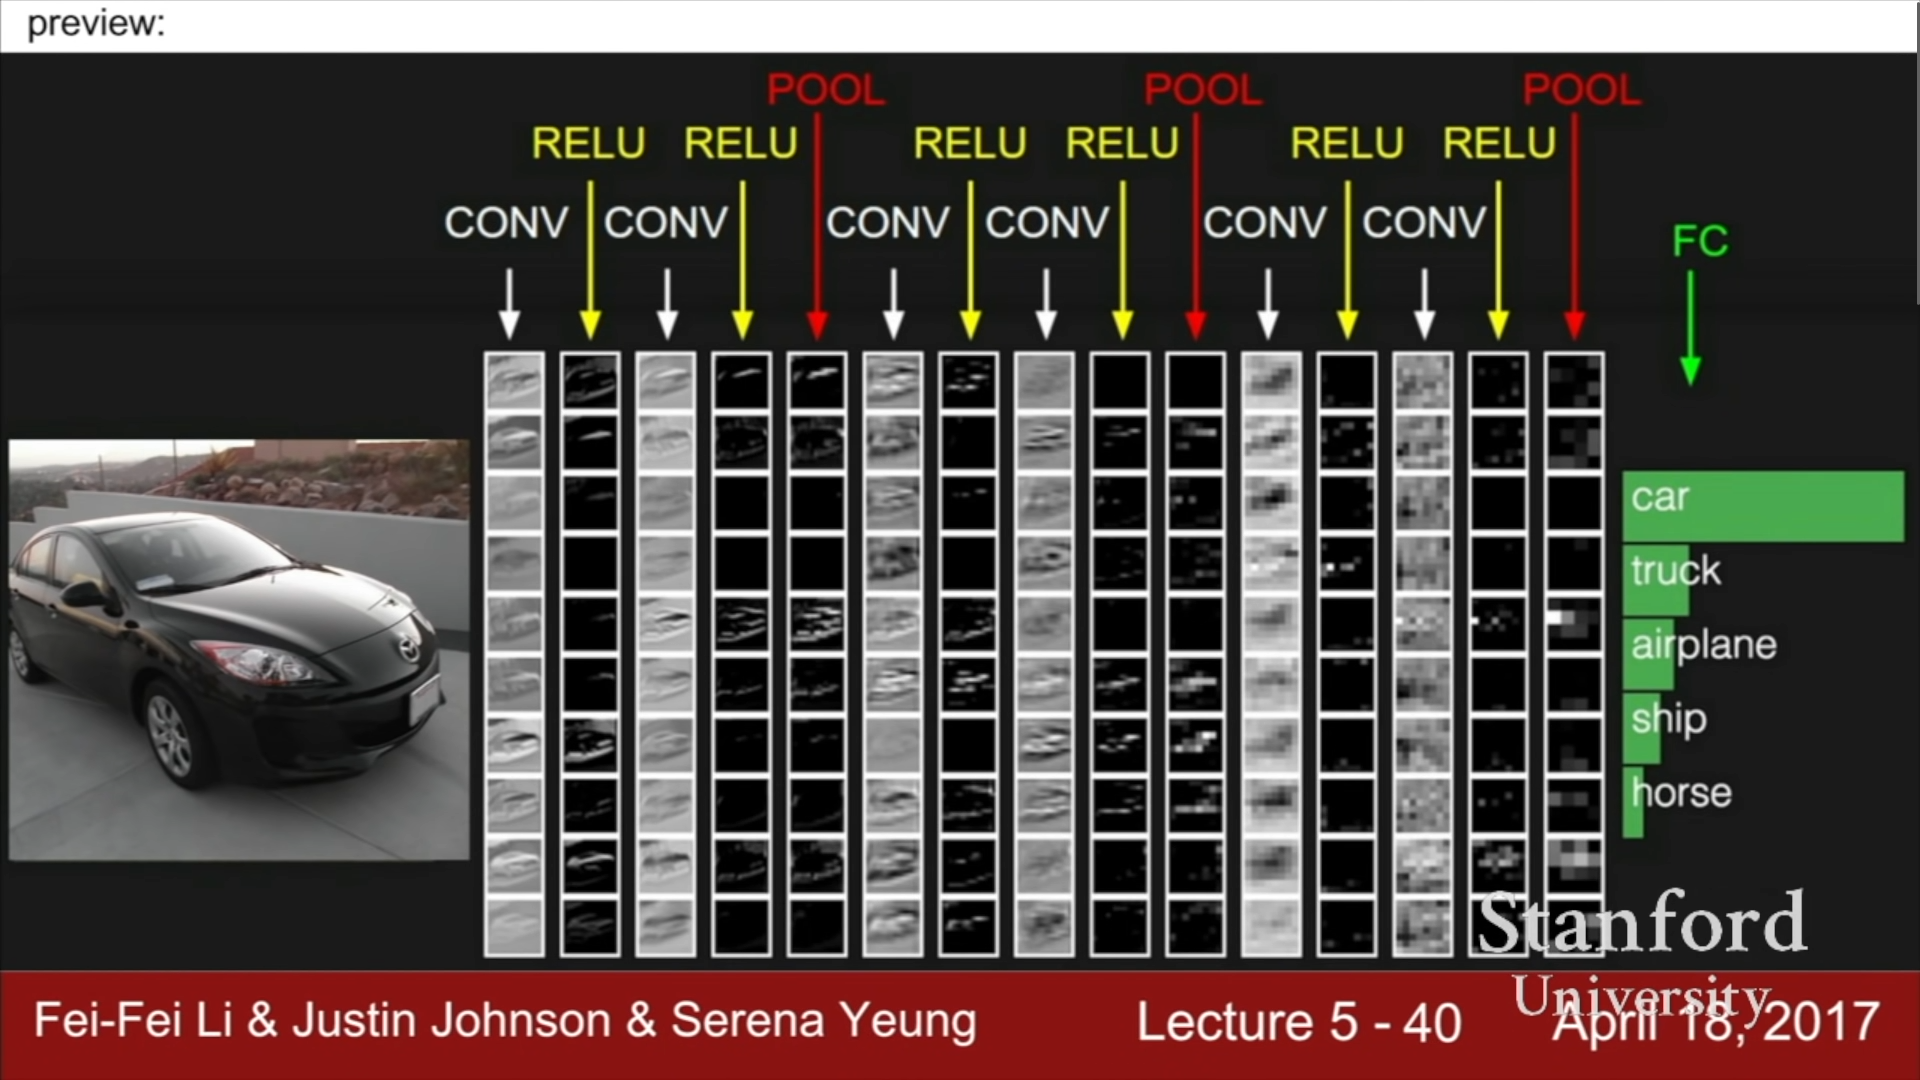 preview:
POOL POOL POOL
RELU RELU RELU RELU RELU RELU
CONV CONV CONV CONV CONV CONV
FC
car
truck
airplane
ship
horse
Stanford
University
Fei-Fei Li & Justin Johnson & Serena Yeung Lecture 5 - 40 April 18, 2017